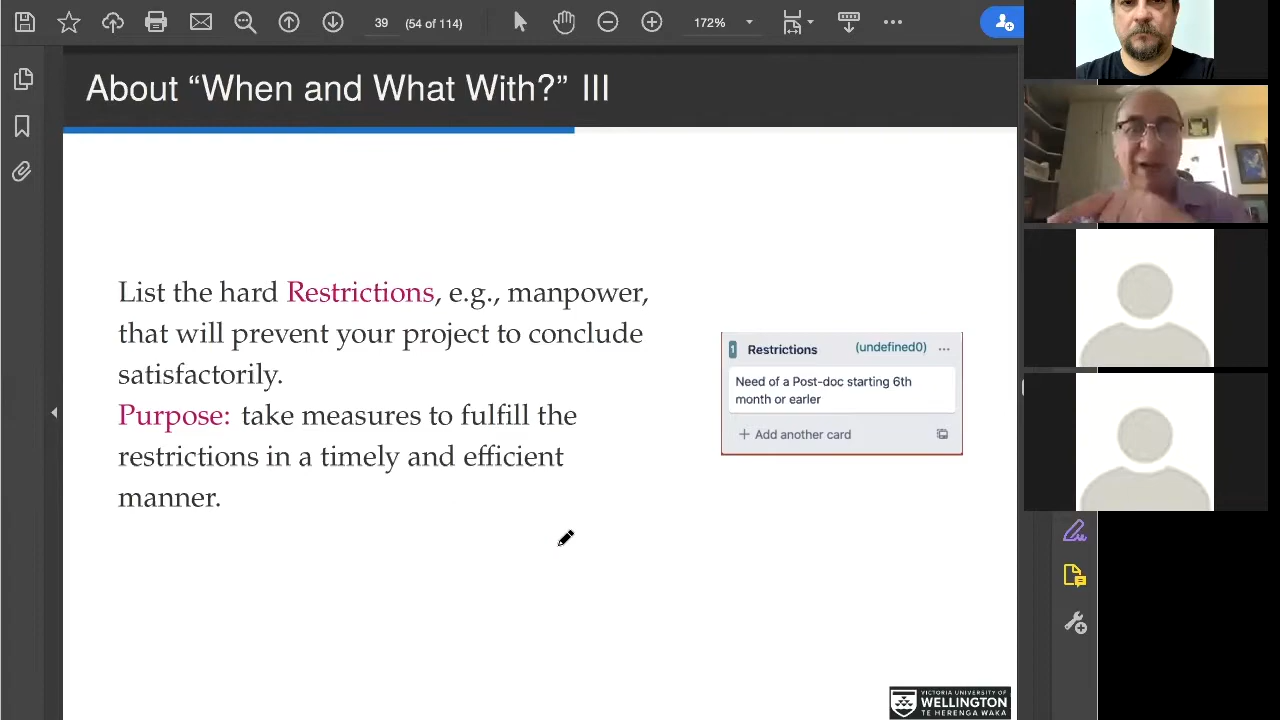 39
(54 of 114)
172%
About “When and What With?” III
List the hard Restrictions, e.g., manpower,
that will prevent your project to conclude
satisfactorily.
Purpose: take measures to fulfill the
restrictions in a timely and efficient
manner.
1 Restrictions (undefined0) ...
Need of a Post-doc starting 6th
month or earler
+ Add another card
VICTORIA UNIVERSITY OF
WELLINGTON
TE HERENGA WAKA